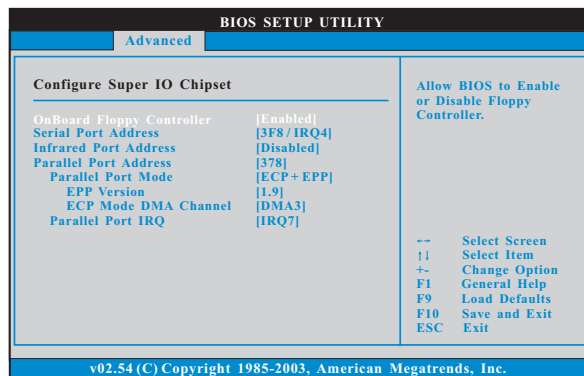 BIOS SETUP UTILITY
Advanced
Configure Super IO Chipset
OnBoard Floppy Controller [Enabled]
Serial Port Address [3F8 / IRQ4]
Infrared Port Address [Disabled]
Parallel Port Address [378]
Parallel Port Mode [ECP + EPP]
EPP Version [1.9]
ECP Mode DMA Channel [DMA3]
Parallel Port IRQ [IRQ7]
Allow BIOS to Enable
or Disable Floppy
Controller.
←→ Select Screen
↑↓ Select Item
+- Change Option
F1 General Help
F9 Load Defaults
F10 Save and Exit
ESC Exit
v02.54 (C) Copyright 1985-2003, American Megatrends, Inc.